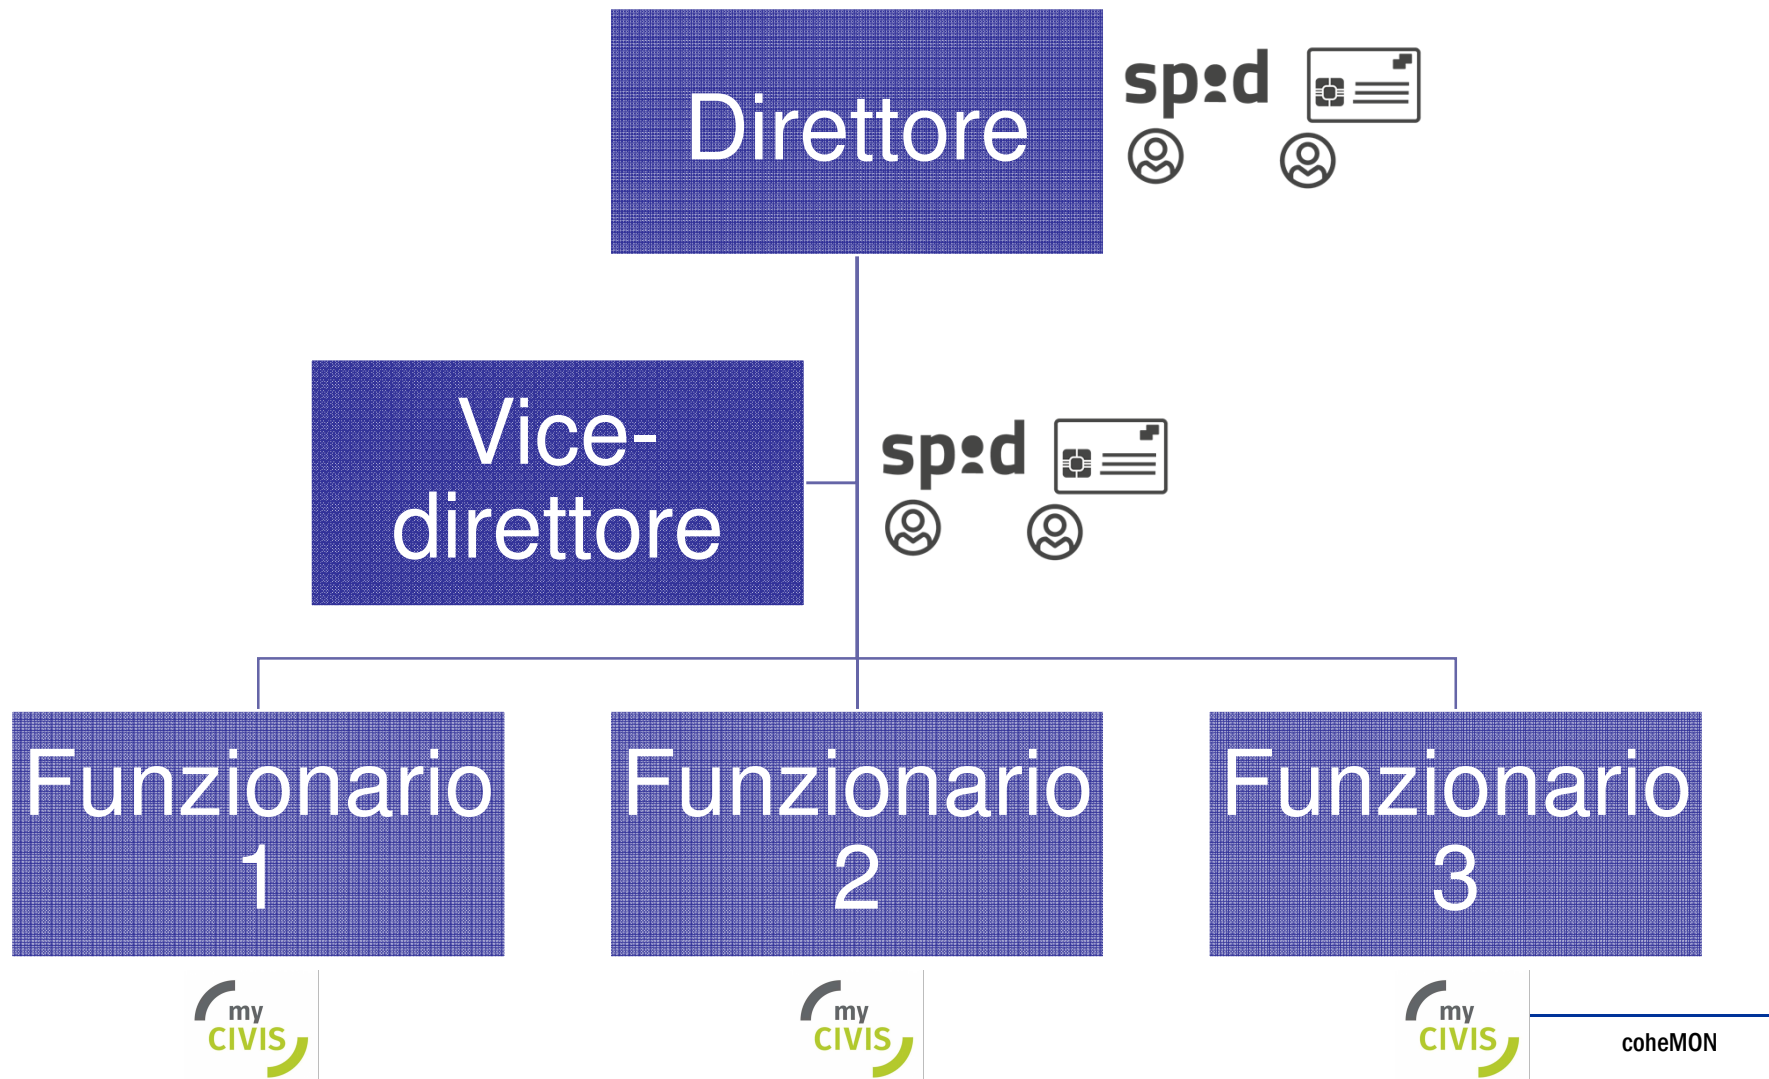 Direttore
spid
Vice-
direttore
spid
Funzionario
1
Funzionario
2
Funzionario
3
my
CIVIS
my
CIVIS
my
CIVIS
coheMON